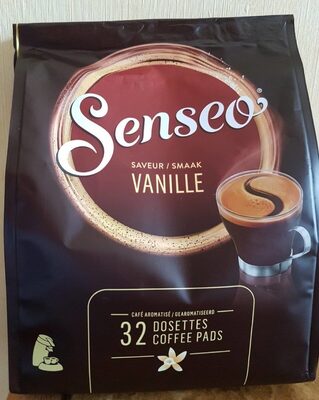 Senseo
SAVEUR / SMAAK
VANILLE
CAFÉ AROMATISÉ / GEAROMATISEERD
32 DOSETTES
COFFEE PADS